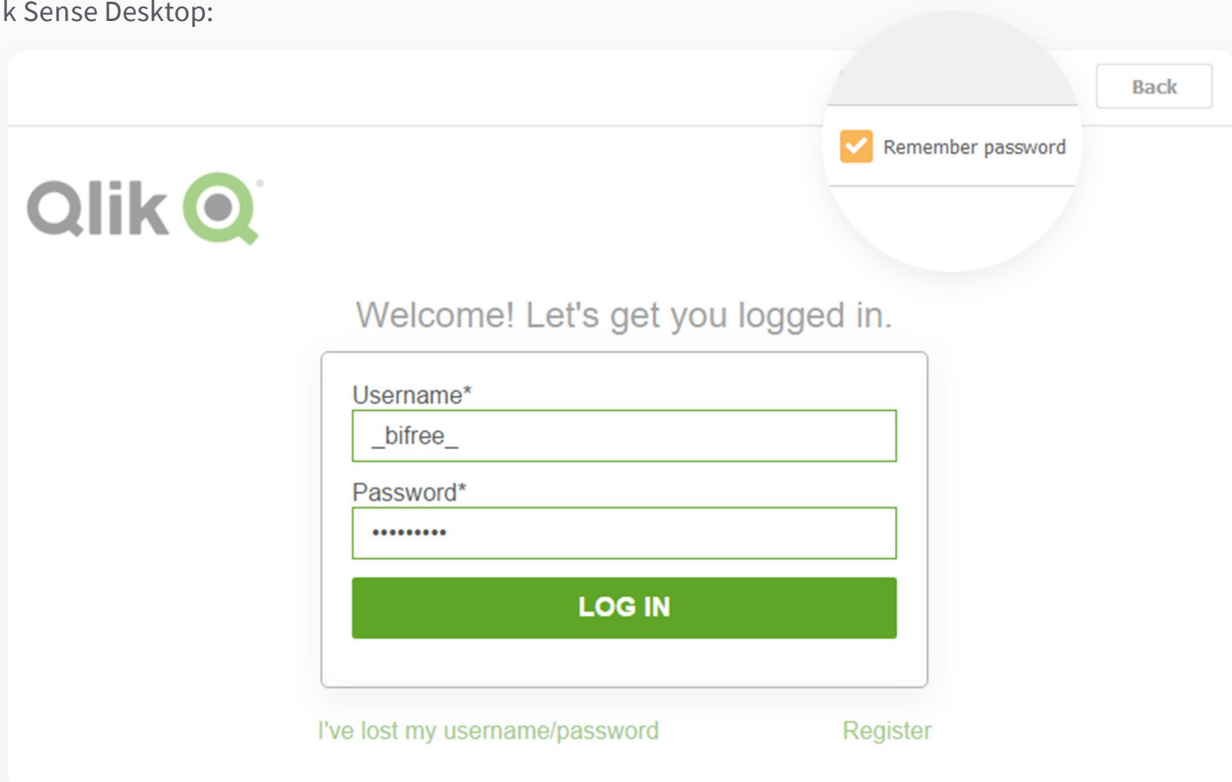 k Sense Desktop:
Back
Remember password
Qlik
Welcome! Let's get you logged in.
Username*
_bifree_
Password*
•••••••••
LOG IN
I've lost my username/password
Register